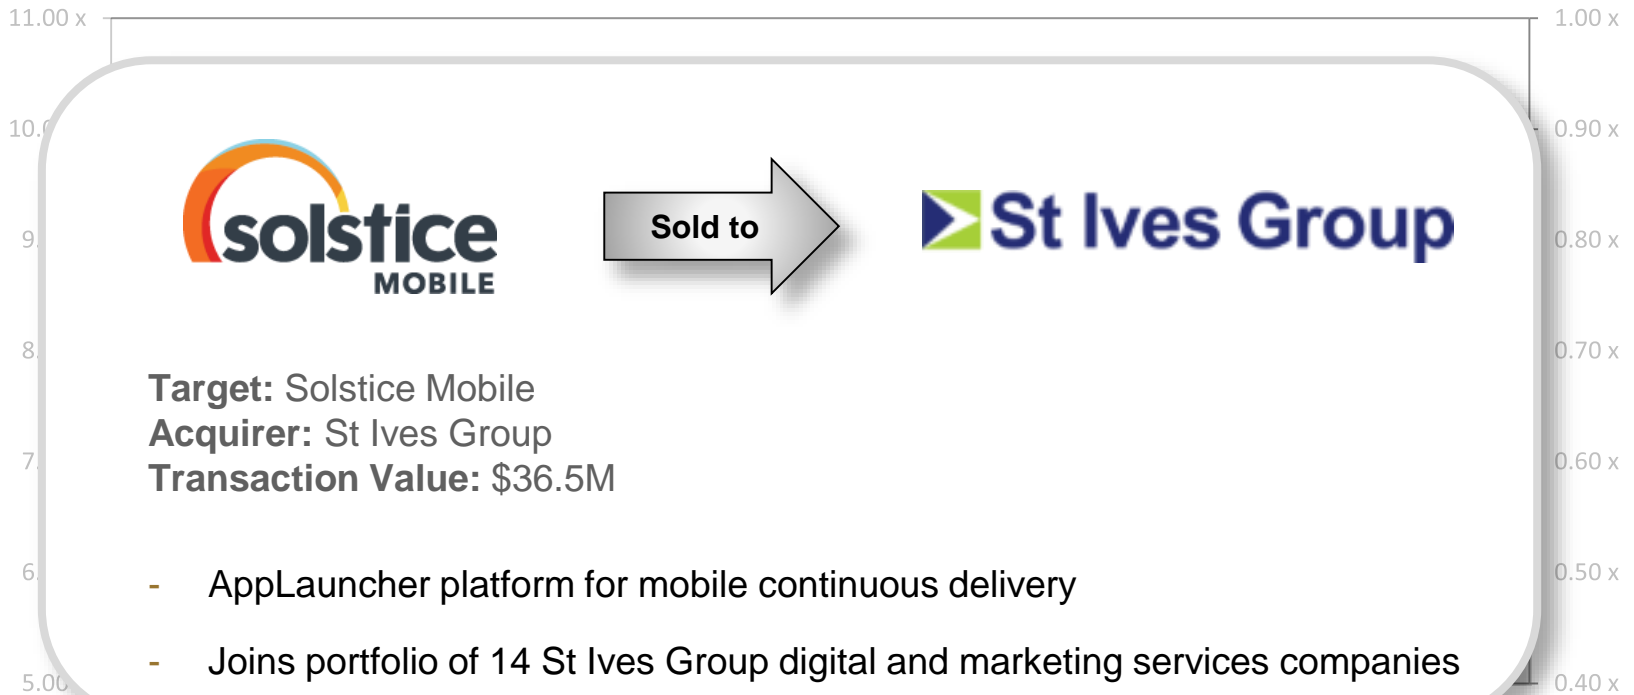 11.00 x 1.00 x
0.90 x
solstice
MOBILE
Sold to
St Ives Group
0.80 x
0.70 x
Target: Solstice Mobile
Acquirer: St Ives Group
Transaction Value: $36.5M
0.60 x
0.50 x
- AppLauncher platform for mobile continuous delivery
- Joins portfolio of 14 St Ives Group digital and marketing services companies
0.40 x